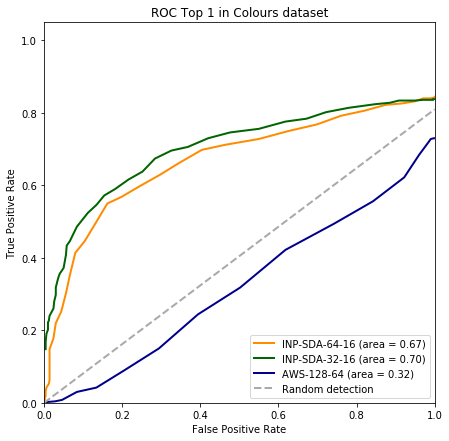 ROC Top 1 in Colours dataset
True Positive Rate
1.0
0.8
0.6
0.4
0.2
0.0
0.0 0.2 0.4 0.6 0.8 1.0
False Positive Rate
INP-SDA-64-16 (area = 0.67)
INP-SDA-32-16 (area = 0.70)
AWS-128-64 (area = 0.32)
Random detection